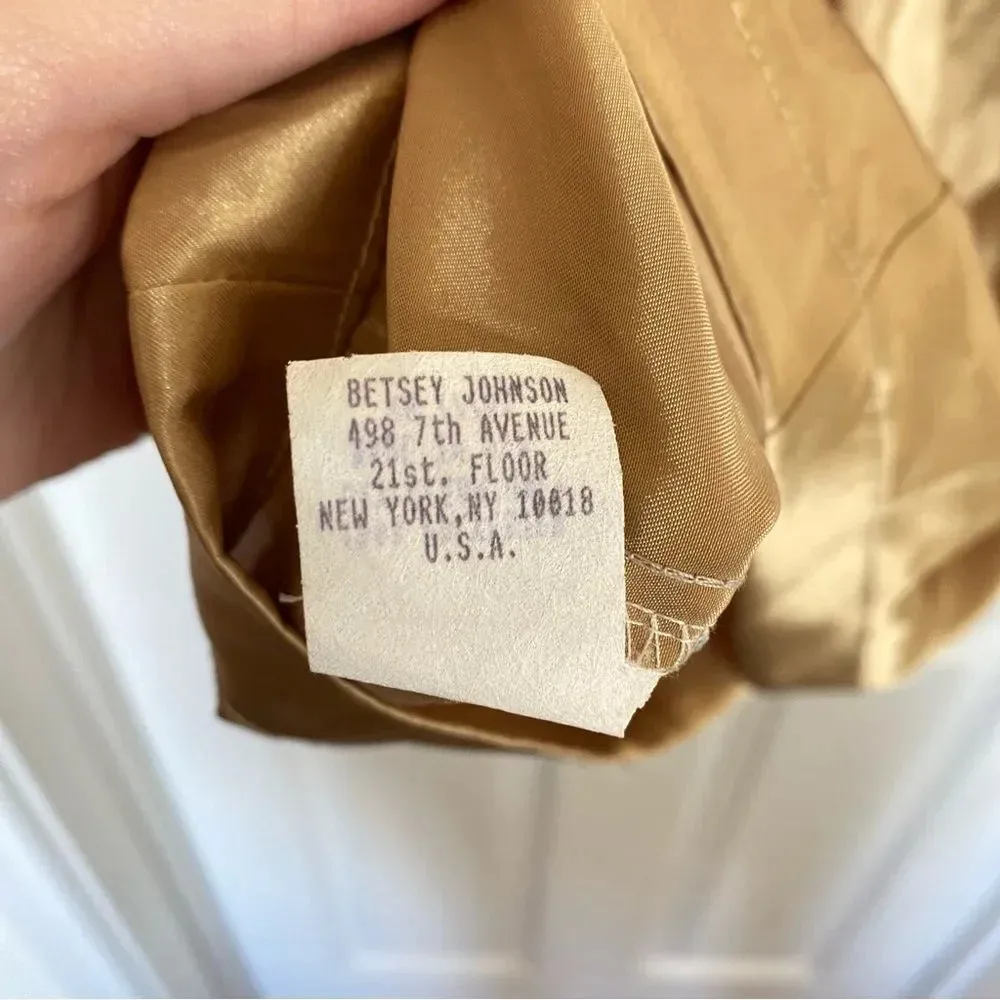 BETSEY JOHNSON
498 7th AVENUE
21st. FLOOR
NEW YORK,NY 10018
U.S.A.